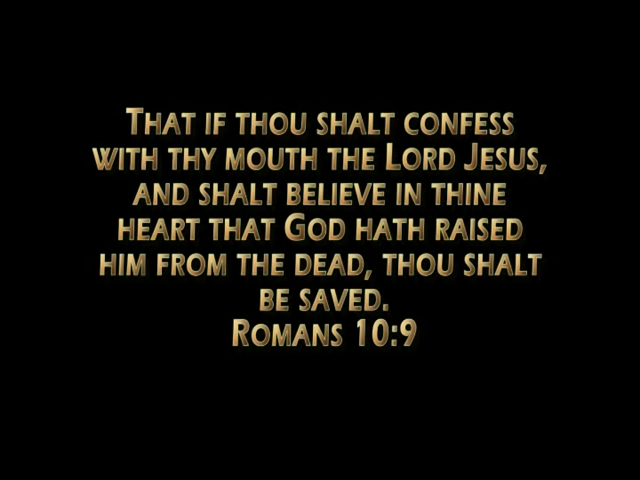 That if thou shalt confess
with thy mouth the Lord Jesus,
and shalt believe in thine
heart that God hath raised
him from the dead, thou shalt
be saved.
Romans 10:9